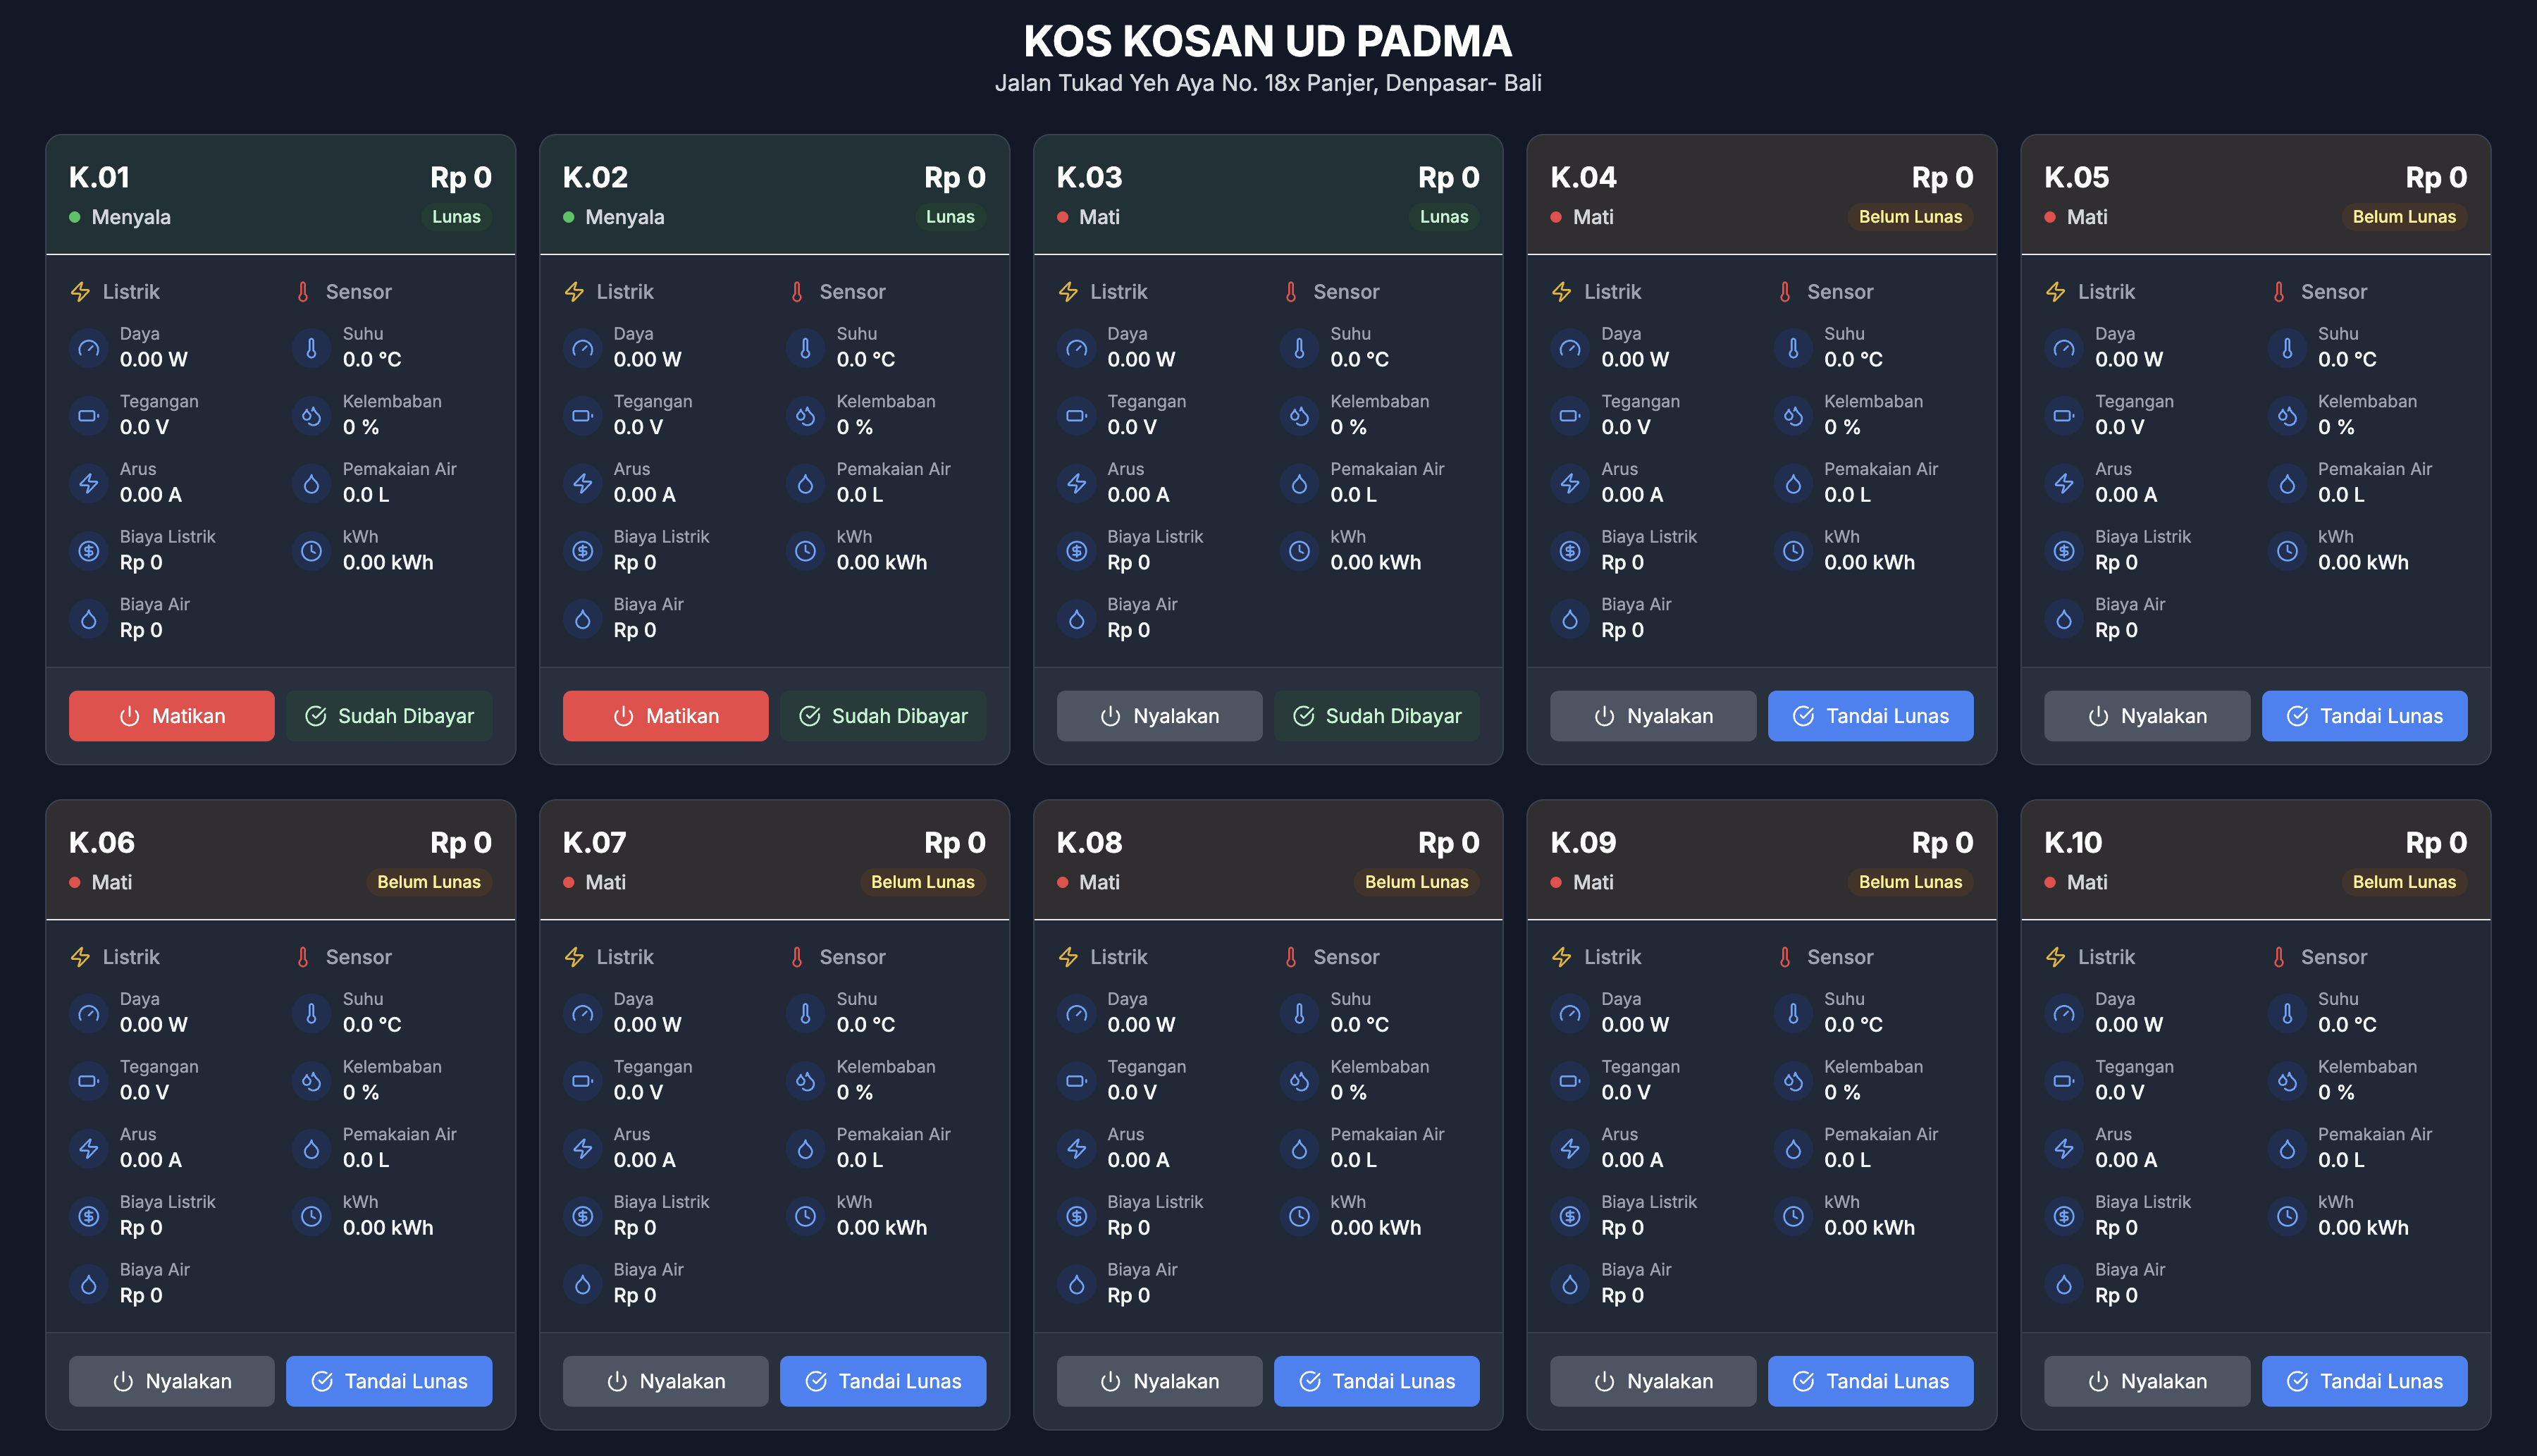 KOS KOSAN UD PADMA
Jalan Tukad Yeh Aya No. 18x Panjer, Denpasar- Bali
K.01 Rp 0
Menyala Lunas
Listrik Sensor
Daya Suhu
0.00 W 0.0 °C
Tegangan Kelembaban
0.0 V 0 %
Arus Pemakaian Air
0.00 A 0.0 L
Biaya Listrik kWh
Rp 0 0.00 kWh
Biaya Air
Rp 0
Matikan Sudah Dibayar
K.02 Rp 0
Menyala Lunas
Listrik Sensor
Daya Suhu
0.00 W 0.0 °C
Tegangan Kelembaban
0.0 V 0 %
Arus Pemakaian Air
0.00 A 0.0 L
Biaya Listrik kWh
Rp 0 0.00 kWh
Biaya Air
Rp 0
Matikan Sudah Dibayar
K.03 Rp 0
Mati Lunas
Listrik Sensor
Daya Suhu
0.00 W 0.0 °C
Tegangan Kelembaban
0.0 V 0 %
Arus Pemakaian Air
0.00 A 0.0 L
Biaya Listrik kWh
Rp 0 0.00 kWh
Biaya Air
Rp 0
Nyalakan Sudah Dibayar
K.04 Rp 0
Mati Belum Lunas
Listrik Sensor
Daya Suhu
0.00 W 0.0 °C
Tegangan Kelembaban
0.0 V 0 %
Arus Pemakaian Air
0.00 A 0.0 L
Biaya Listrik kWh
Rp 0 0.00 kWh
Biaya Air
Rp 0
Nyalakan Tandai Lunas
K.05 Rp 0
Mati Belum Lunas
Listrik Sensor
Daya Suhu
0.00 W 0.0 °C
Tegangan Kelembaban
0.0 V 0 %
Arus Pemakaian Air
0.00 A 0.0 L
Biaya Listrik kWh
Rp 0 0.00 kWh
Biaya Air
Rp 0
Nyalakan Tandai Lunas
K.06 Rp 0
Mati Belum Lunas
Listrik Sensor
Daya Suhu
0.00 W 0.0 °C
Tegangan Kelembaban
0.0 V 0 %
Arus Pemakaian Air
0.00 A 0.0 L
Biaya Listrik kWh
Rp 0 0.00 kWh
Biaya Air
Rp 0
Nyalakan Tandai Lunas
K.07 Rp 0
Mati Belum Lunas
Listrik Sensor
Daya Suhu
0.00 W 0.0 °C
Tegangan Kelembaban
0.0 V 0 %
Arus Pemakaian Air
0.00 A 0.0 L
Biaya Listrik kWh
Rp 0 0.00 kWh
Biaya Air
Rp 0
Nyalakan Tandai Lunas
K.08 Rp 0
Mati Belum Lunas
Listrik Sensor
Daya Suhu
0.00 W 0.0 °C
Tegangan Kelembaban
0.0 V 0 %
Arus Pemakaian Air
0.00 A 0.0 L
Biaya Listrik kWh
Rp 0 0.00 kWh
Biaya Air
Rp 0
Nyalakan Tandai Lunas
K.09 Rp 0
Mati Belum Lunas
Listrik Sensor
Daya Suhu
0.00 W 0.0 °C
Tegangan Kelembaban
0.0 V 0 %
Arus Pemakaian Air
0.00 A 0.0 L
Biaya Listrik kWh
Rp 0 0.00 kWh
Biaya Air
Rp 0
Nyalakan Tandai Lunas
K.10 Rp 0
Mati Belum Lunas
Listrik Sensor
Daya Suhu
0.00 W 0.0 °C
Tegangan Kelembaban
0.0 V 0 %
Arus Pemakaian Air
0.00 A 0.0 L
Biaya Listrik kWh
Rp 0 0.00 kWh
Biaya Air
Rp 0
Nyalakan Tandai Lunas